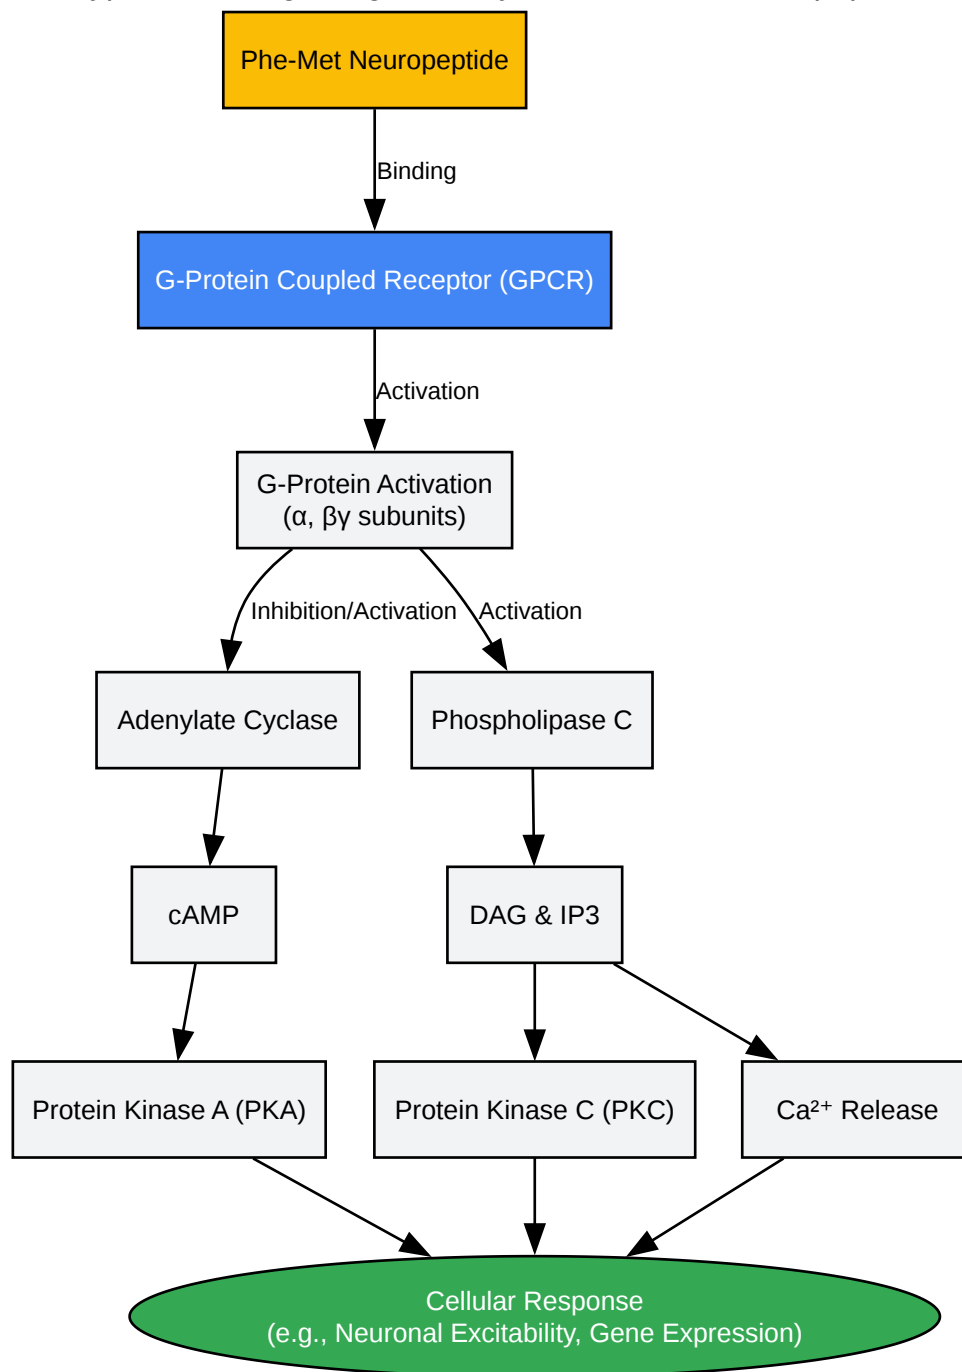 Phe-Met Neuropeptide
Binding
G-Protein Coupled Receptor (GPCR)
Activation
G-Protein Activation
(α, βγ subunits)
Inhibition/Activation
Activation
Adenylate Cyclase
Phospholipase C
cAMP
DAG & IP3
Protein Kinase A (PKA)
Protein Kinase C (PKC)
Ca²⁺ Release
Cellular Response
(e.g., Neuronal Excitability, Gene Expression)